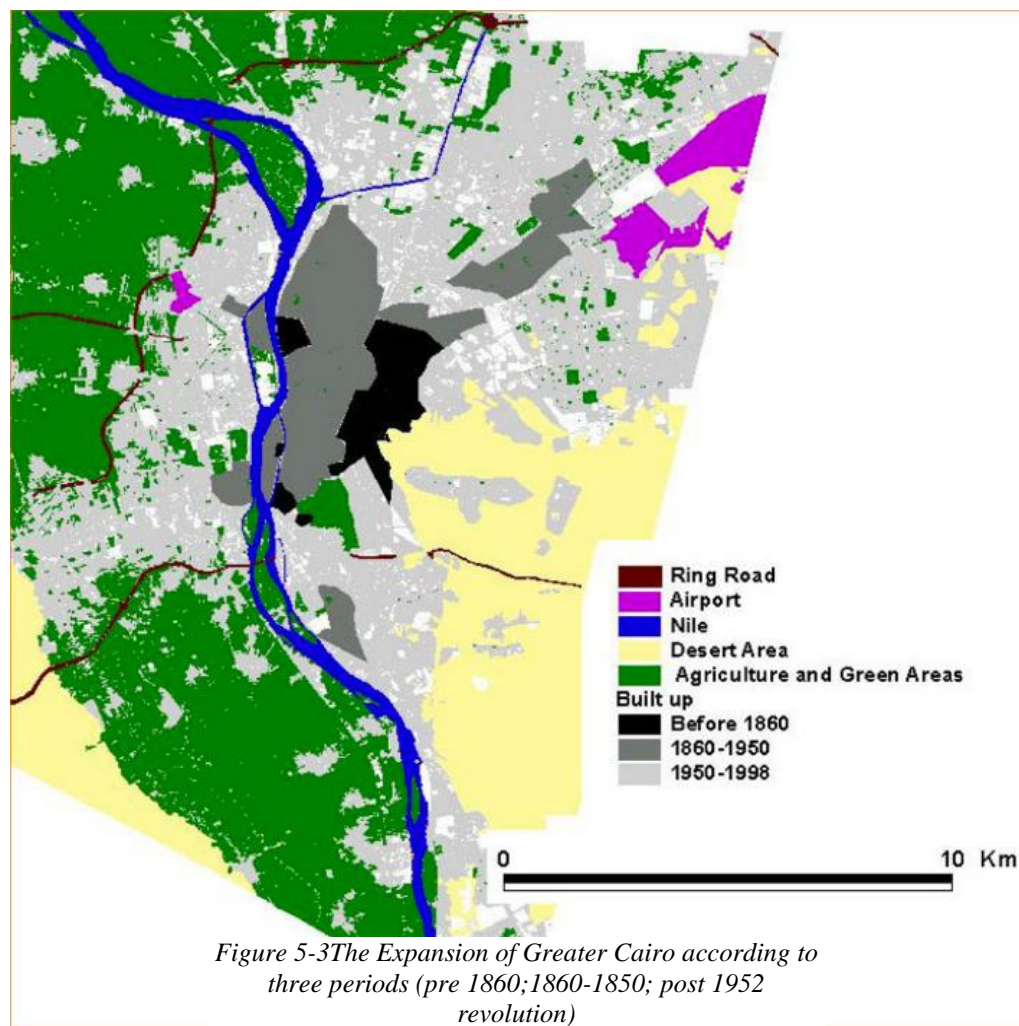 Ring Road
Airport
Nile
Desert Area
Agriculture and Green Areas
Built up
Before 1860
1860-1950
1950-1998
0 10 Km
Figure 5-3The Expansion of Greater Cairo according to
three periods (pre 1860;1860-1850; post 1952
revolution)